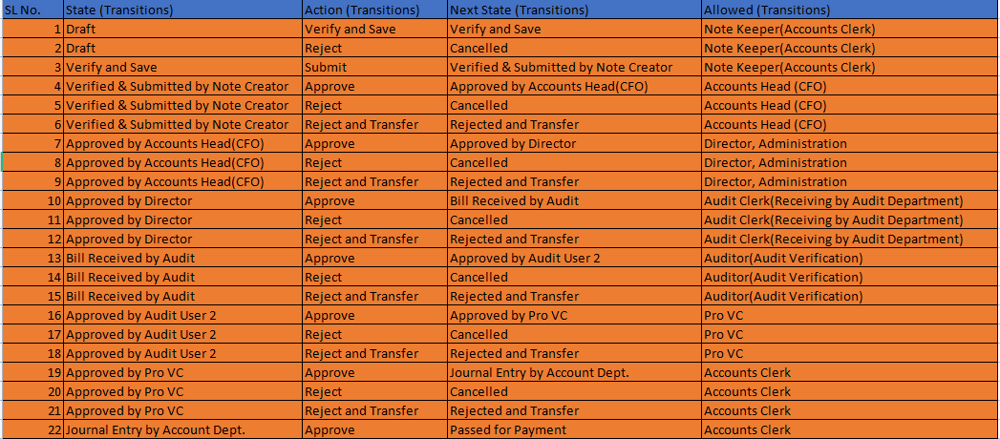 SL No. State (Transitions) Action (Transitions) Next State (Transitions) Allowed (Transitions)
1 Draft Verify and Save Verify and Save Note Keeper(Accounts Clerk)
2 Draft Reject Cancelled Note Keeper(Accounts Clerk)
3 Verify and Save Submit Verified & Submitted by Note Creator Note Keeper(Accounts Clerk)
4 Verified & Submitted by Note Creator Approve Approved by Accounts Head(CFO) Accounts Head (CFO)
5 Verified & Submitted by Note Creator Reject Cancelled Accounts Head (CFO)
6 Verified & Submitted by Note Creator Reject and Transfer Rejected and Transfer Accounts Head (CFO)
7 Approved by Accounts Head(CFO) Approve Approved by Director Director, Administration
8 Approved by Accounts Head(CFO) Reject Cancelled Director, Administration
9 Approved by Accounts Head(CFO) Reject and Transfer Rejected and Transfer Director, Administration
10 Approved by Director Approve Bill Received by Audit Audit Clerk(Receiving by Audit Department)
11 Approved by Director Reject Cancelled Audit Clerk(Receiving by Audit Department)
12 Approved by Director Reject and Transfer Rejected and Transfer Audit Clerk(Receiving by Audit Department)
13 Bill Received by Audit Approve Approved by Audit User 2 Auditor(Audit Verification)
14 Bill Received by Audit Reject Cancelled Auditor(Audit Verification)
15 Bill Received by Audit Reject and Transfer Rejected and Transfer Auditor(Audit Verification)
16 Approved by Audit User 2 Approve Approved by Pro VC Pro VC
17 Approved by Audit User 2 Reject Cancelled Pro VC
18 Approved by Audit User 2 Reject and Transfer Rejected and Transfer Pro VC
19 Approved by Pro VC Approve Journal Entry by Account Dept. Accounts Clerk
20 Approved by Pro VC Reject Cancelled Accounts Clerk
21 Approved by Pro VC Reject and Transfer Rejected and Transfer Accounts Clerk
22 Journal Entry by Account Dept. Approve Passed for Payment Accounts Clerk